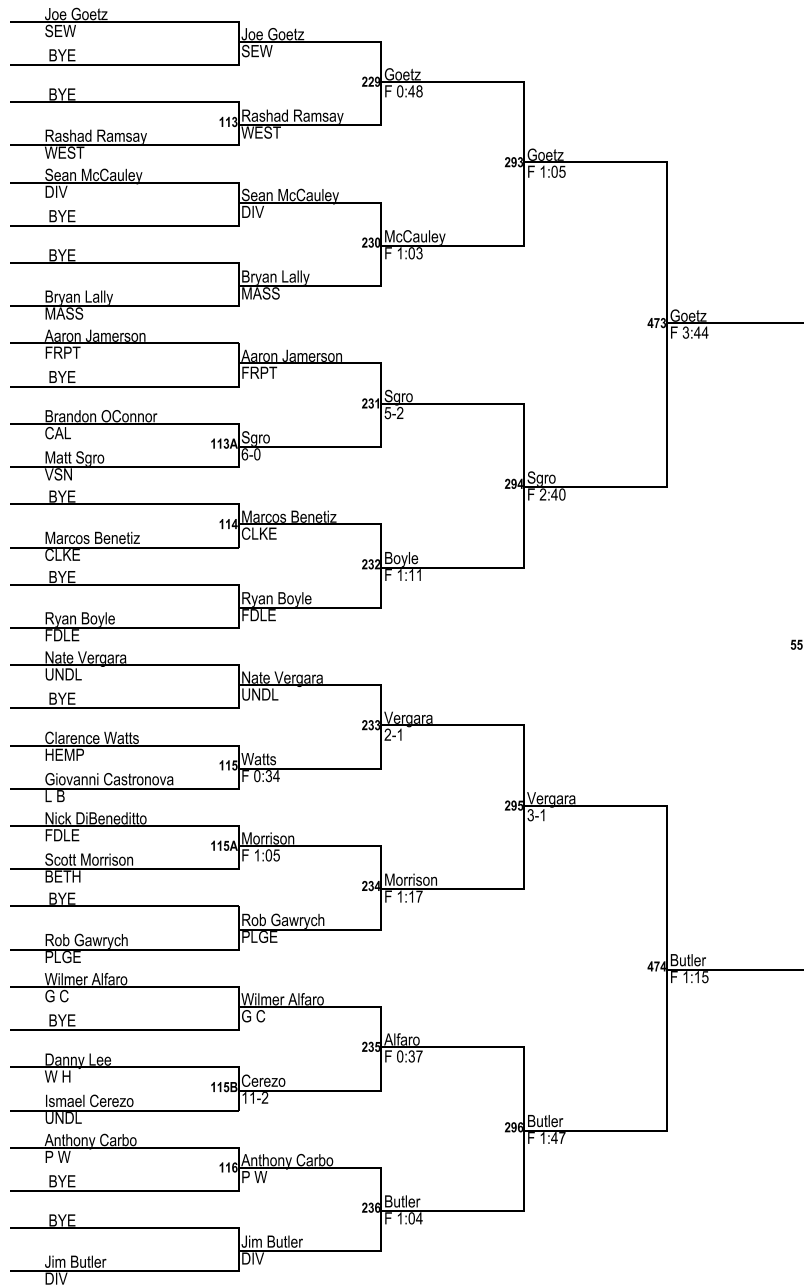 Joe Goetz
SEW
BYE
Joe Goetz
SEW
BYE
113
Rashad Ramsay
WEST
Rashad Ramsay
WEST
229
Goetz
F 0:48
Sean McCauley
DIV
BYE
Sean McCauley
DIV
BYE
Bryan Lally
MASS
Bryan Lally
MASS
230
McCauley
F 1:03
293
Goetz
F 1:05
Aaron Jamerson
FRPT
BYE
Aaron Jamerson
FRPT
Brandon OConnor
CAL
Matt Sgro
VSN
113A
Sgro
6-0
231
Sgro
5-2
BYE
Marcos Benetiz
CLKE
114
Marcos Benetiz
CLKE
BYE
Ryan Boyle
FDLE
Ryan Boyle
FDLE
232
Boyle
F 1:11
294
Sgro
F 2:40
473
Goetz
F 3:44
55
Nate Vergara
UNDL
BYE
Nate Vergara
UNDL
Clarence Watts
HEMP
Giovanni Castronova
L B
115
Watts
F 0:34
233
Vergara
2-1
Nick DiBeneditto
FDLE
Scott Morrison
BETH
115A
Morrison
F 1:05
BYE
Rob Gawrych
PLGE
Rob Gawrych
PLGE
234
Morrison
F 1:17
295
Vergara
3-1
Wilmer Alfaro
G C
BYE
Wilmer Alfaro
G C
Danny Lee
W H
Ismael Cerezo
UNDL
115B
Cerezo
11-2
235
Alfaro
F 0:37
Anthony Carbo
P W
BYE
116
Anthony Carbo
P W
BYE
Jim Butler
DIV
Jim Butler
DIV
236
Butler
F 1:04
296
Butler
F 1:47
474
Butler
F 1:15